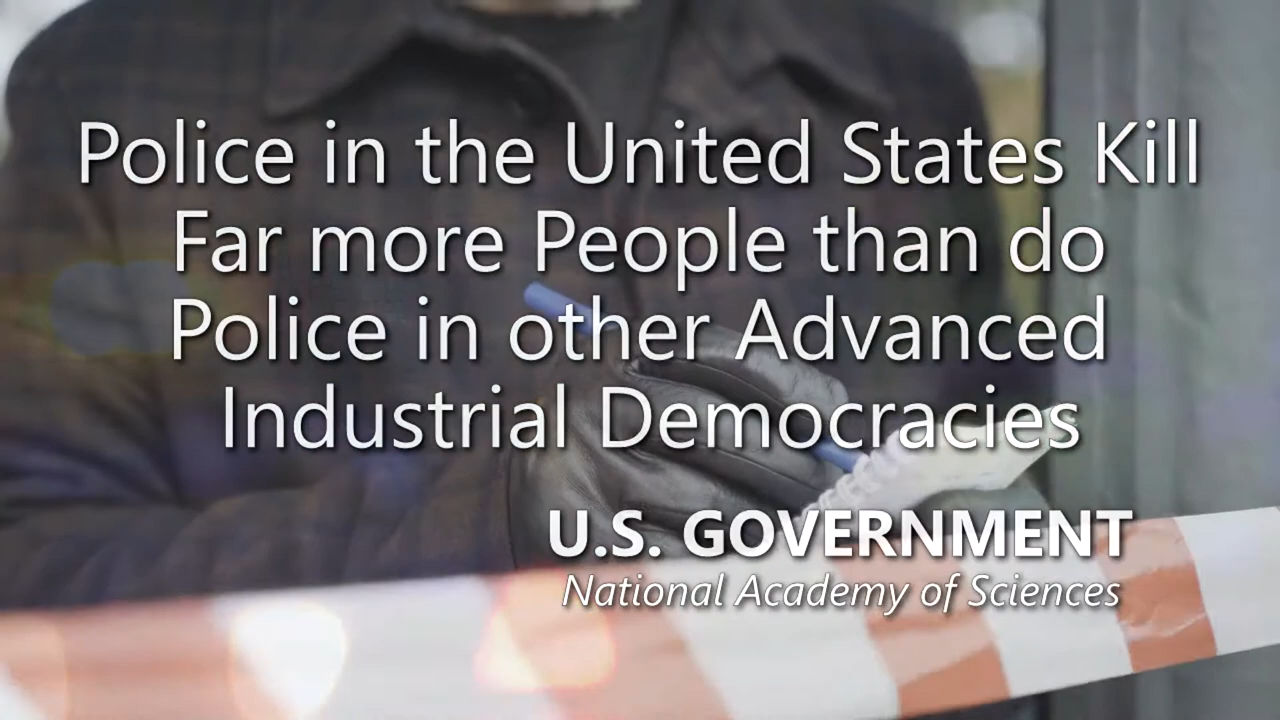 Police in the United States Kill
Far more People than do
Police in other Advanced
Industrial Democracies
U.S. GOVERNMENT
National Academy of Sciences